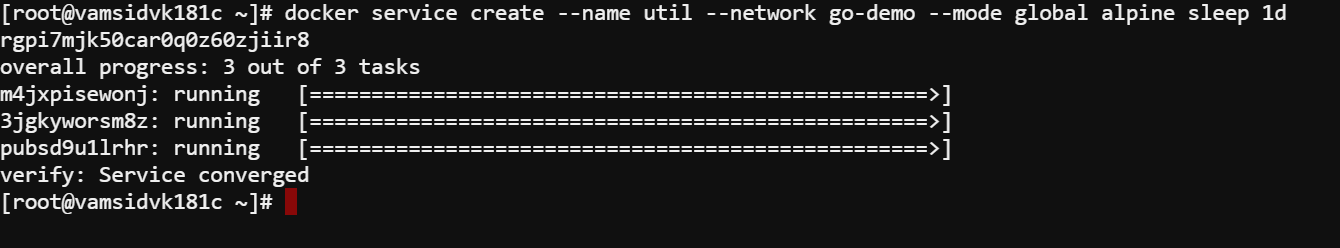 [root@vamsidvk181c ~]# docker service create --name util --network go-demo --mode global alpine sleep 1d
rgpi7mjk50car0q0z60zjiir8
overall progress: 3 out of 3 tasks
m4jxpisewonj: running   [==================================================>]
3jgkyworsm8z: running   [==================================================>]
pubsd9u1lrhr: running   [==================================================>]
verify: Service converged
[root@vamsidvk181c ~]#